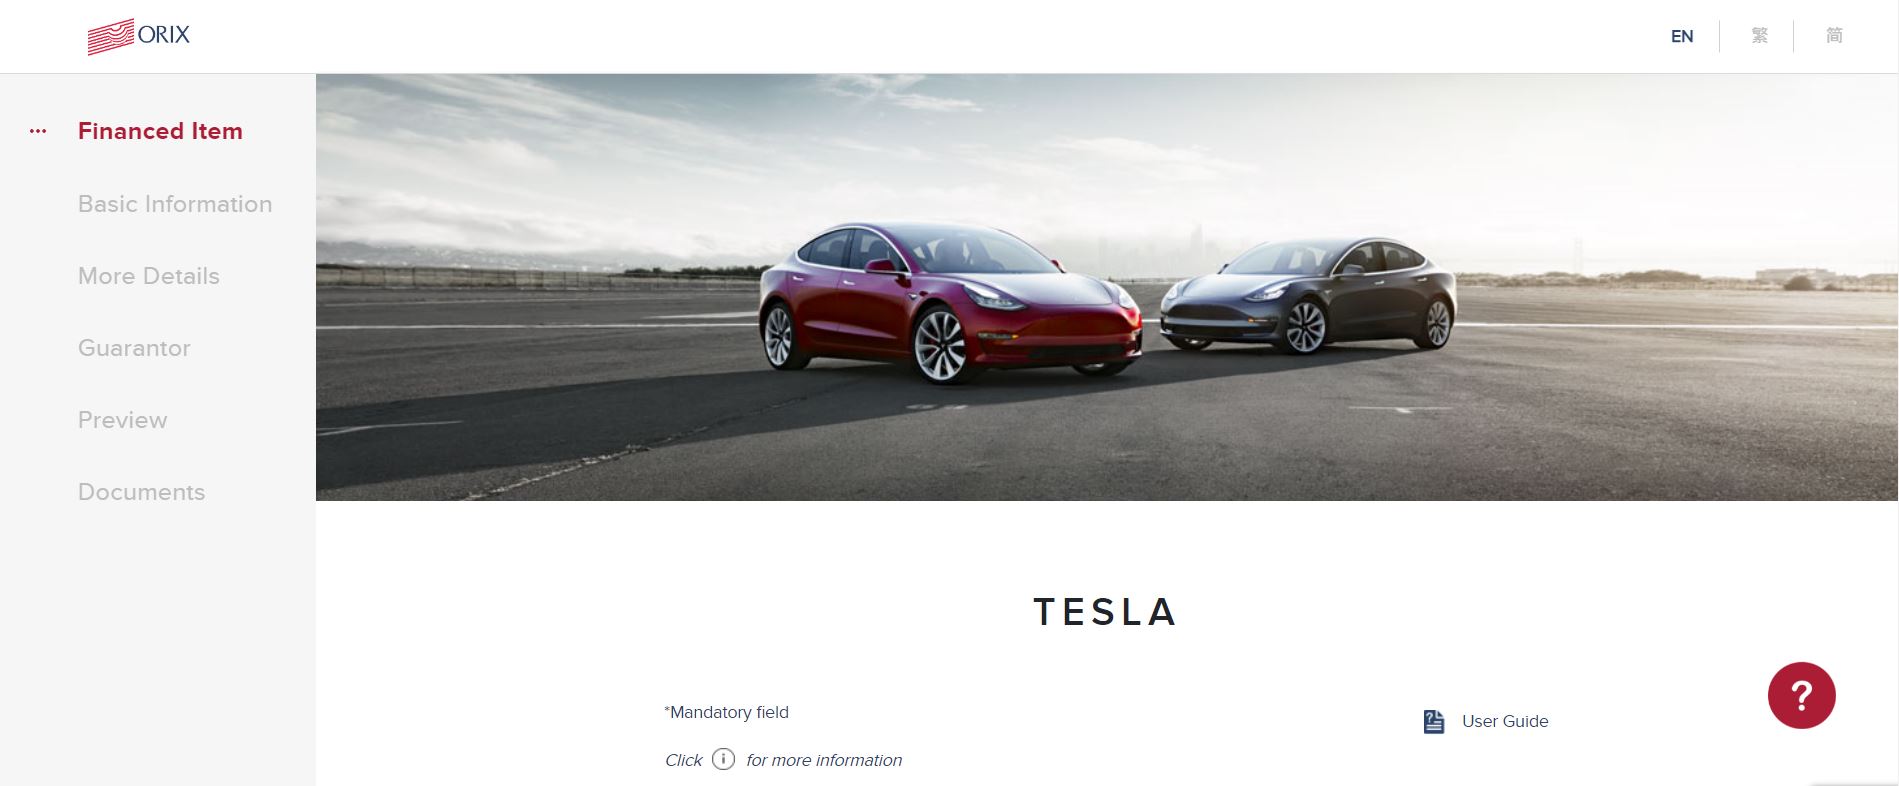 ORIX
EN
繁
简
Financed Item
Basic Information
More Details
Guarantor
Preview
Documents
TESLA
*Mandatory field
User Guide
Click i for more information
?